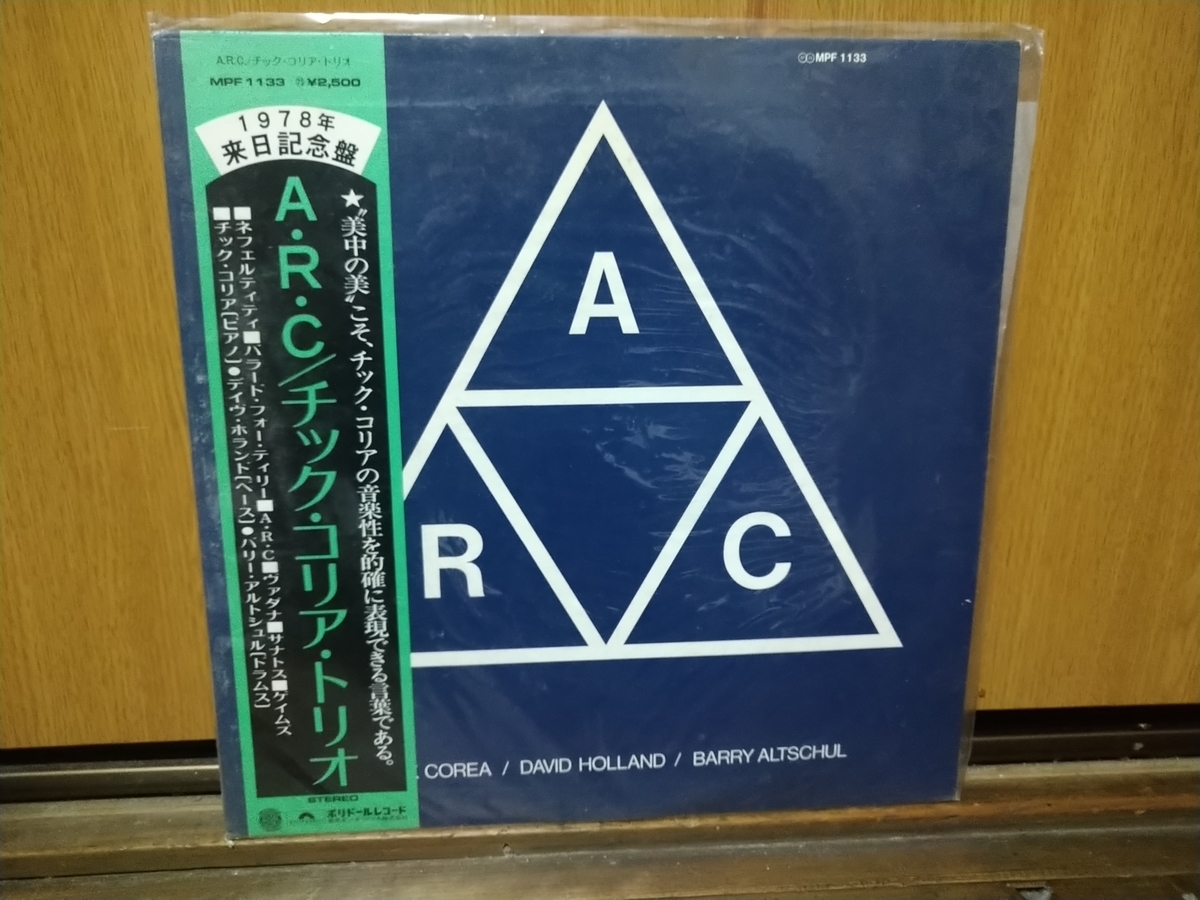 A.R.C./チック・コリア・トリオ
MPF 1133 ¥2,500
1978年
来日記念盤
★“美中の美”こそ、チック・コリアの音楽性を的確に表現できる言葉である。
A・R・C/チック・コリア・トリオ
■ネフェルティティ■バラード・フォー・ティリー■A・R・C■ヴァダナ■サナトス■ゲイムス
■チック・コリア[ピアノ]●デイヴ・ホランド[ベース]●バリー・アルトシュル[ドラムス]
STEREO
ポリドールレコード
MPF 1133
A
R
C
COREA / DAVID HOLLAND / BARRY ALTSCHUL